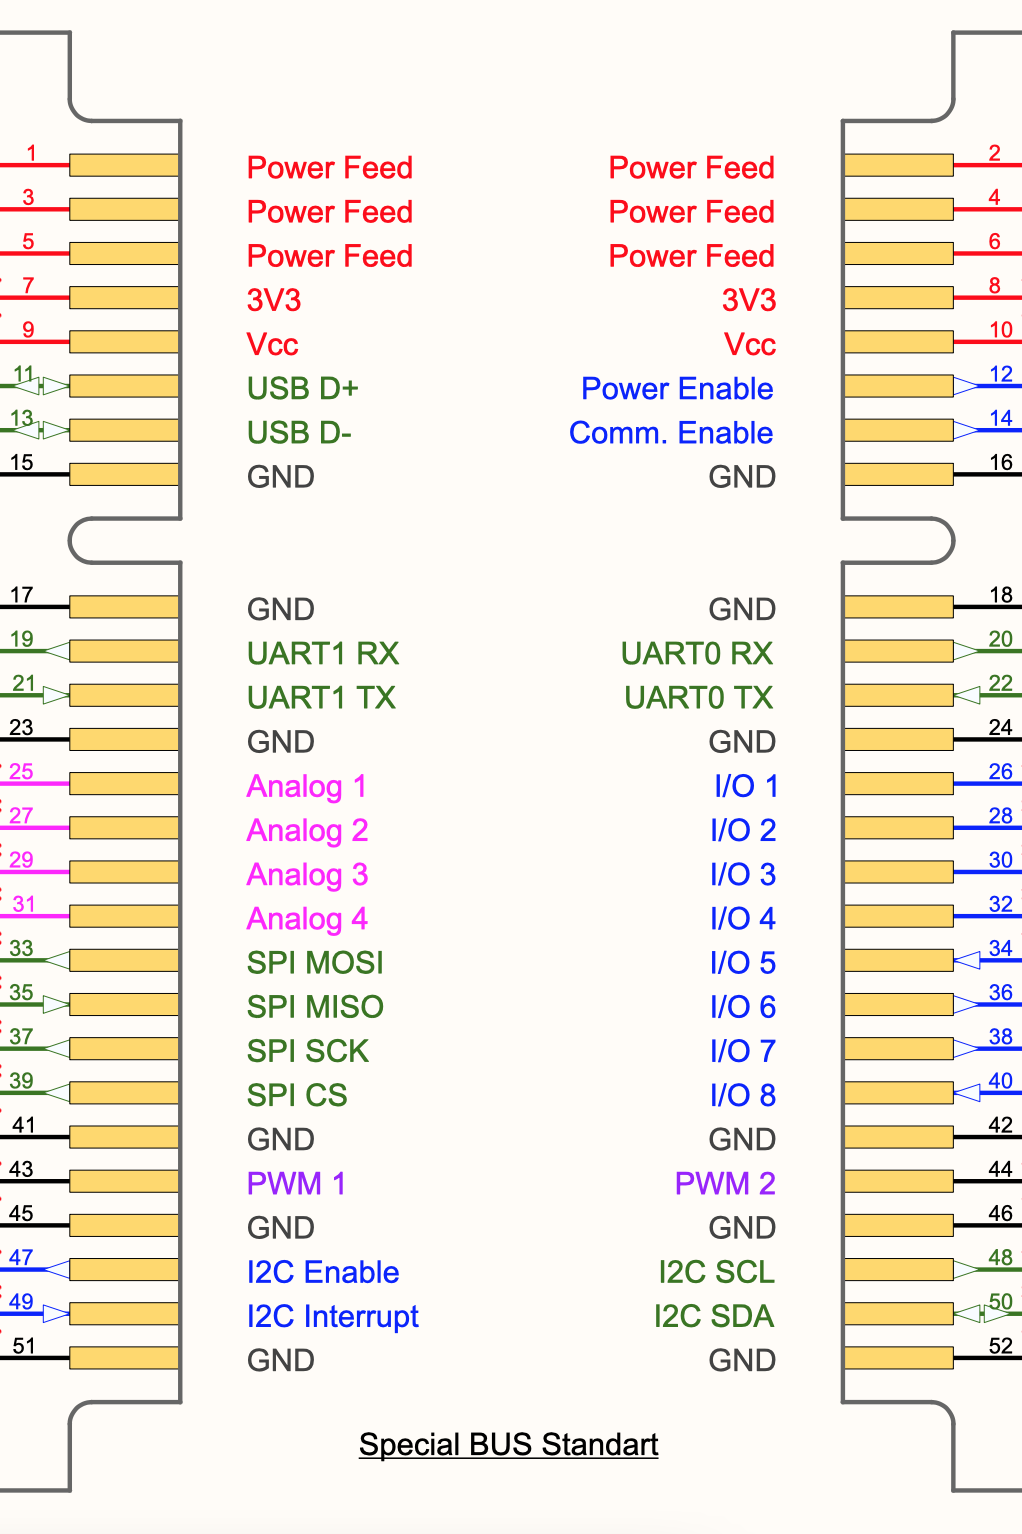 1 Power Feed Power Feed 2
3 Power Feed Power Feed 4
5 Power Feed Power Feed 6
7 3V3 3V3 8
9 Vcc Vcc 10
11 USB D+ Power Enable 12
13 USB D- Comm. Enable 14
15 GND GND 16
17 GND GND 18
19 UART1 RX UART0 RX 20
21 UART1 TX UART0 TX 22
23 GND GND 24
25 Analog 1 I/O 1 26
27 Analog 2 I/O 2 28
29 Analog 3 I/O 3 30
31 Analog 4 I/O 4 32
33 SPI MOSI I/O 5 34
35 SPI MISO I/O 6 36
37 SPI SCK I/O 7 38
39 SPI CS I/O 8 40
41 GND GND 42
43 PWM 1 PWM 2 44
45 GND GND 46
47 I2C Enable I2C SCL 48
49 I2C Interrupt I2C SDA 50
51 GND GND 52
Special BUS Standart